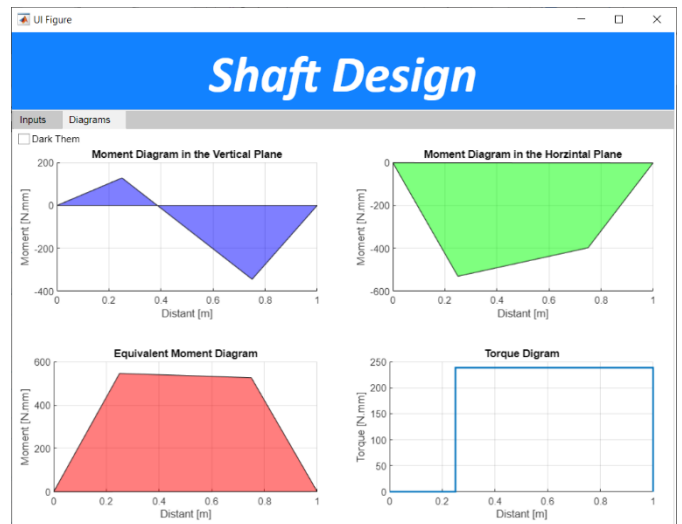 UI Figure
Shaft Design
Inputs Diagrams
Dark Them
Moment Diagram in the Vertical Plane
200
0
-200
-400
Moment [N.mm]
0 0.2 0.4 0.6 0.8 1
Distant [m]
Moment Diagram in the Horzintal Plane
0
-200
-400
-600
Moment [N.mm]
0 0.2 0.4 0.6 0.8 1
Distant [m]
Equivalent Moment Diagram
600
400
200
0
Moment [N.mm]
0 0.2 0.4 0.6 0.8 1
Distant [m]
Torque Digram
250
200
150
100
50
0
Torque [N.mm]
0 0.2 0.4 0.6 0.8 1
Distant [m]